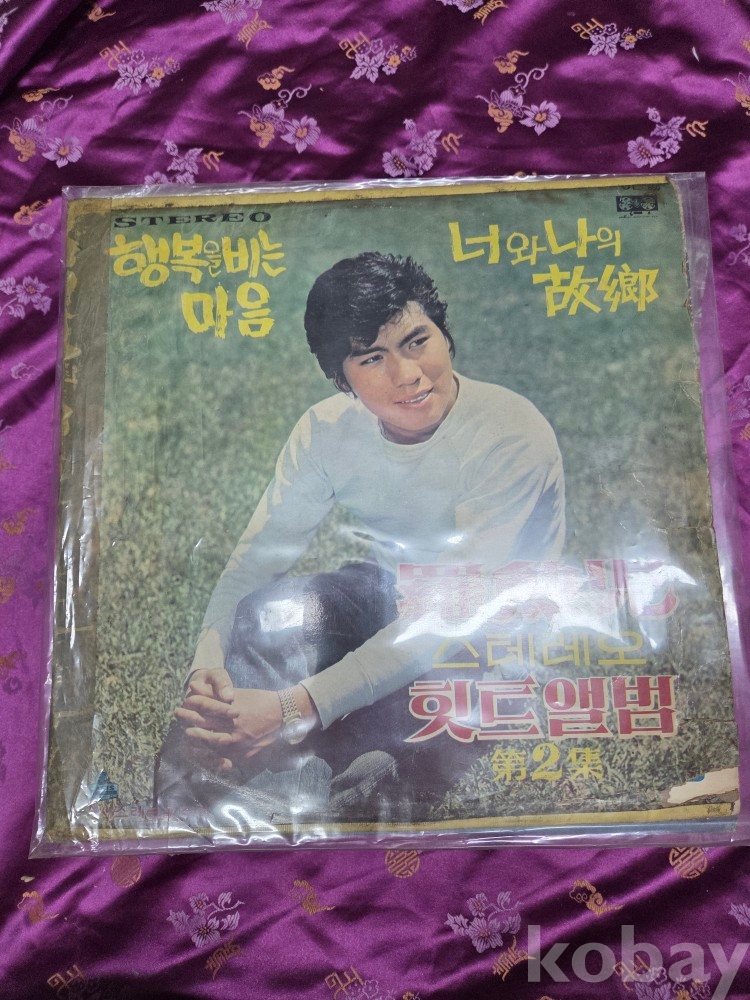 STEREO
행복을비는
마음
너와나의
故鄕
스테레오
힛트앨범
第2集
kobay